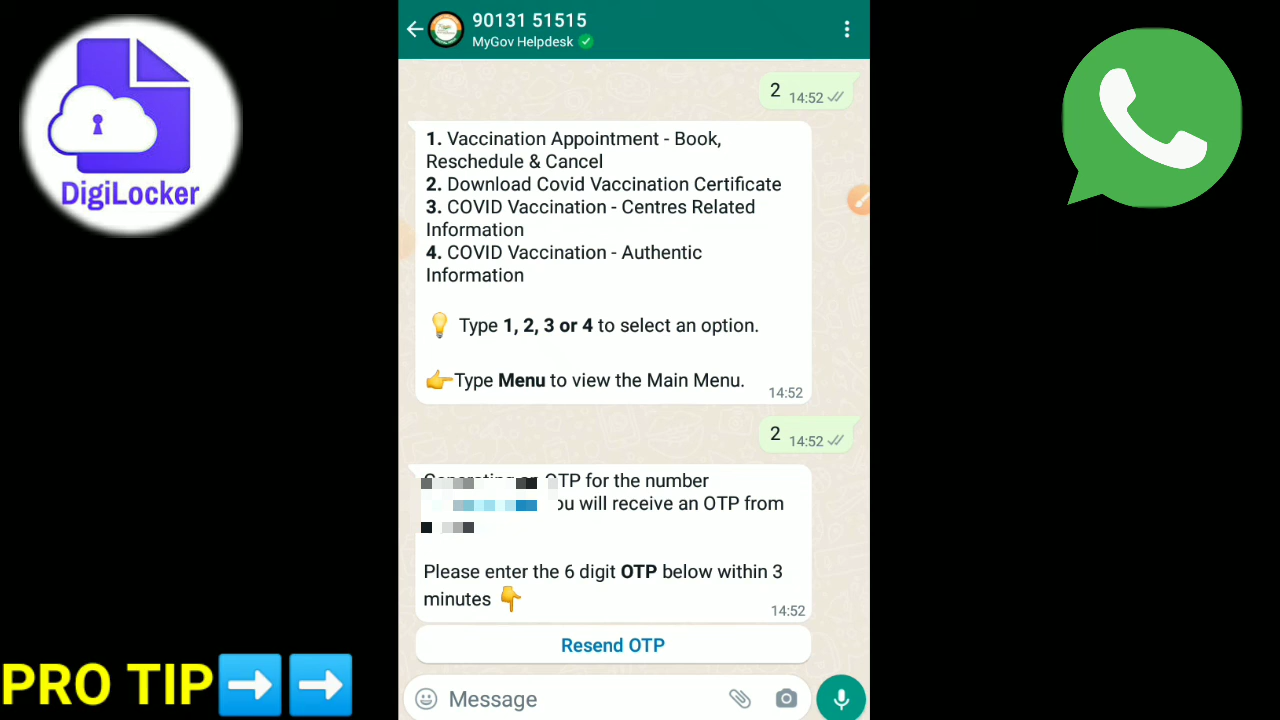 DigiLocker
90131 51515
MyGov Helpdesk
2 14:52
1. Vaccination Appointment - Book,
Reschedule & Cancel
2. Download Covid Vaccination Certificate
3. COVID Vaccination - Centres Related
Information
4. COVID Vaccination - Authentic
Information
💡 Type 1, 2, 3 or 4 to select an option.
👉Type Menu to view the Main Menu.
14:52
2 14:52
OTP for the number
will receive an OTP from
Please enter the 6 digit OTP below within 3
minutes 👇
14:52
Resend OTP
Message
PRO TIP➡️➡️